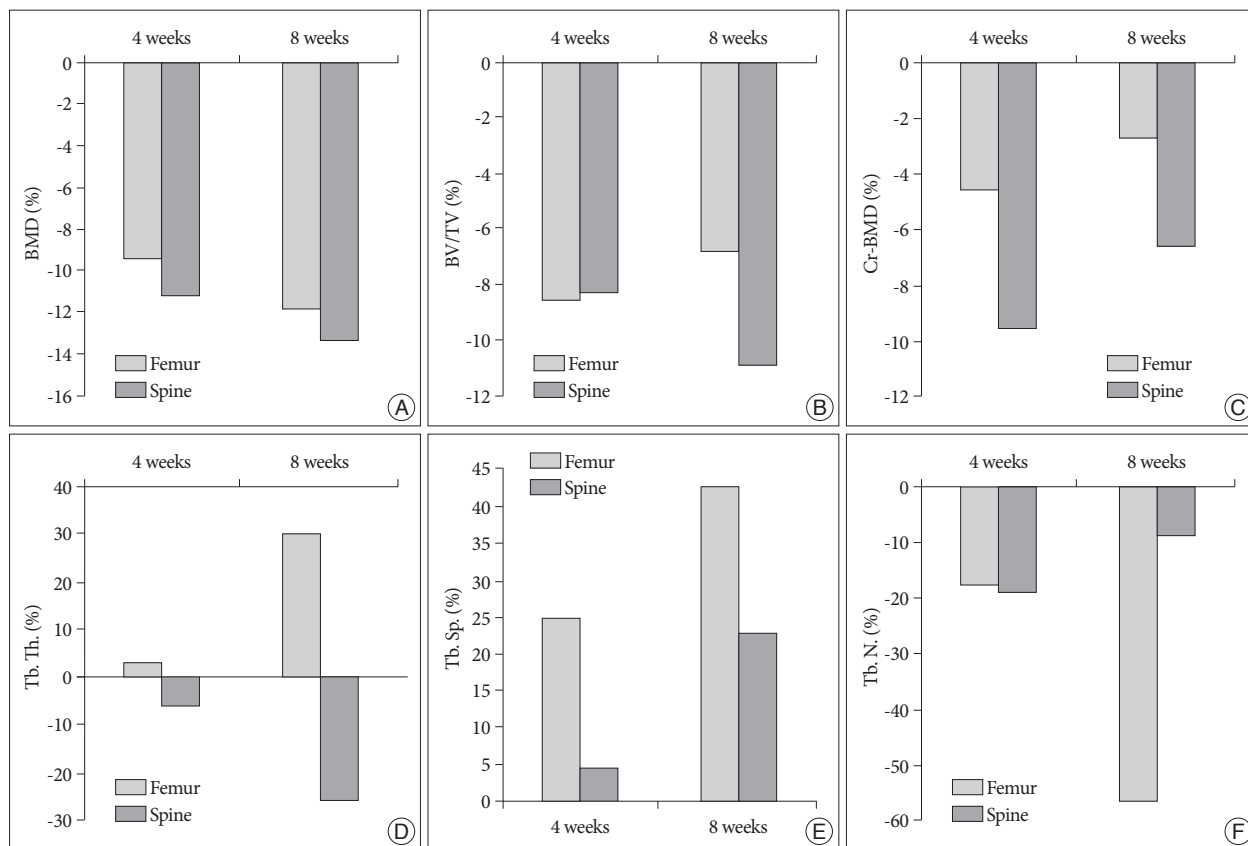 4 weeks 8 weeks
0
-2
-4
-6
-8
-10
-12
-14
-16
BMD (%)
Femur
Spine
A
4 weeks 8 weeks
0
-2
-4
-6
-8
-10
-12
BV/TV (%)
Femur
Spine
B
4 weeks 8 weeks
0
-2
-4
-6
-8
-10
-12
Cr-BMD (%)
Femur
Spine
C
4 weeks 8 weeks
40
30
20
10
0
-10
-20
-30
Tb. Th. (%)
Femur
Spine
D
Femur
Spine
45
40
45
30
25
20
15
10
5
0
Tb. Sp. (%)
4 weeks 8 weeks
E
4 weeks 8 weeks
0
-10
-20
-30
-40
-50
-60
Tb. N. (%)
Femur
Spine
F